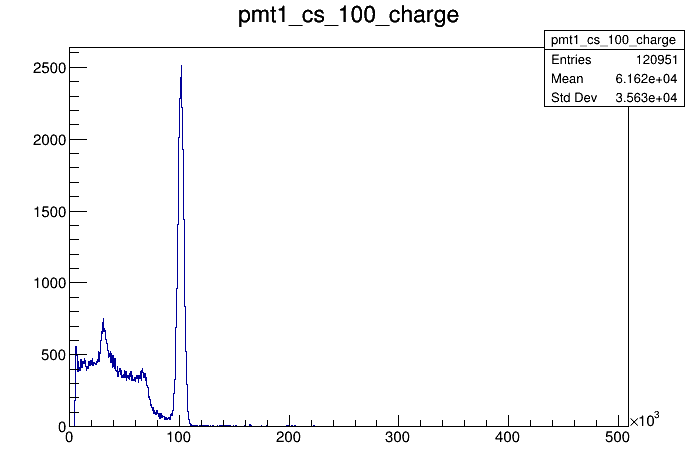 pmt1_cs_100_charge
pmt1_cs_100_charge
Entries 120951
Mean 6.162e+04
Std Dev 3.563e+04
2500
2000
1500
1000
500
0
0 100 200 300 400 500
×10³